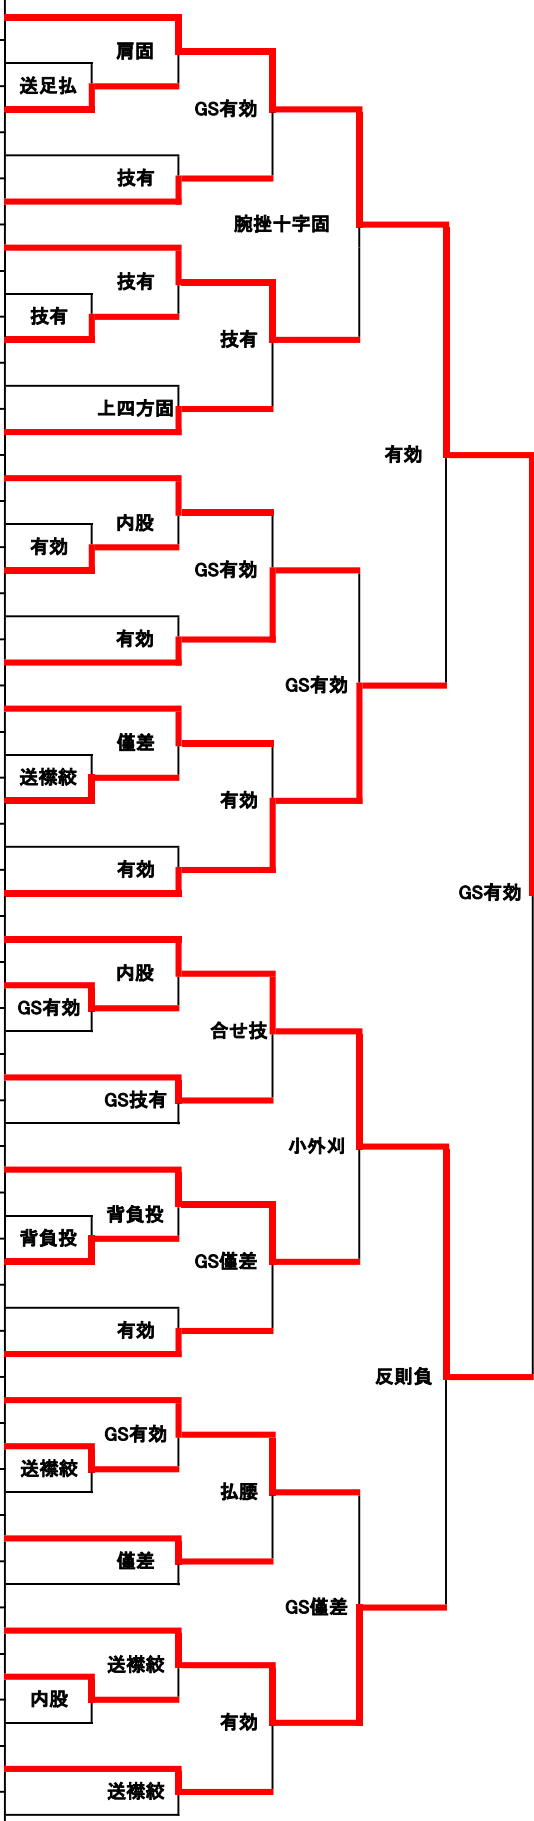 肩固
送足払
GS有効
技有
腕挫十字固
技有
技有
技有
上四方固
有効
内股
有効
GS有効
有効
GS有効
僅差
送襟絞
有効
有効
GS有効
内股
GS有効
合せ技
GS技有
小外刈
背負投
背負投
GS僅差
有効
反則負
GS有効
送襟絞
払腰
僅差
GS僅差
送襟絞
内股
有効
送襟絞